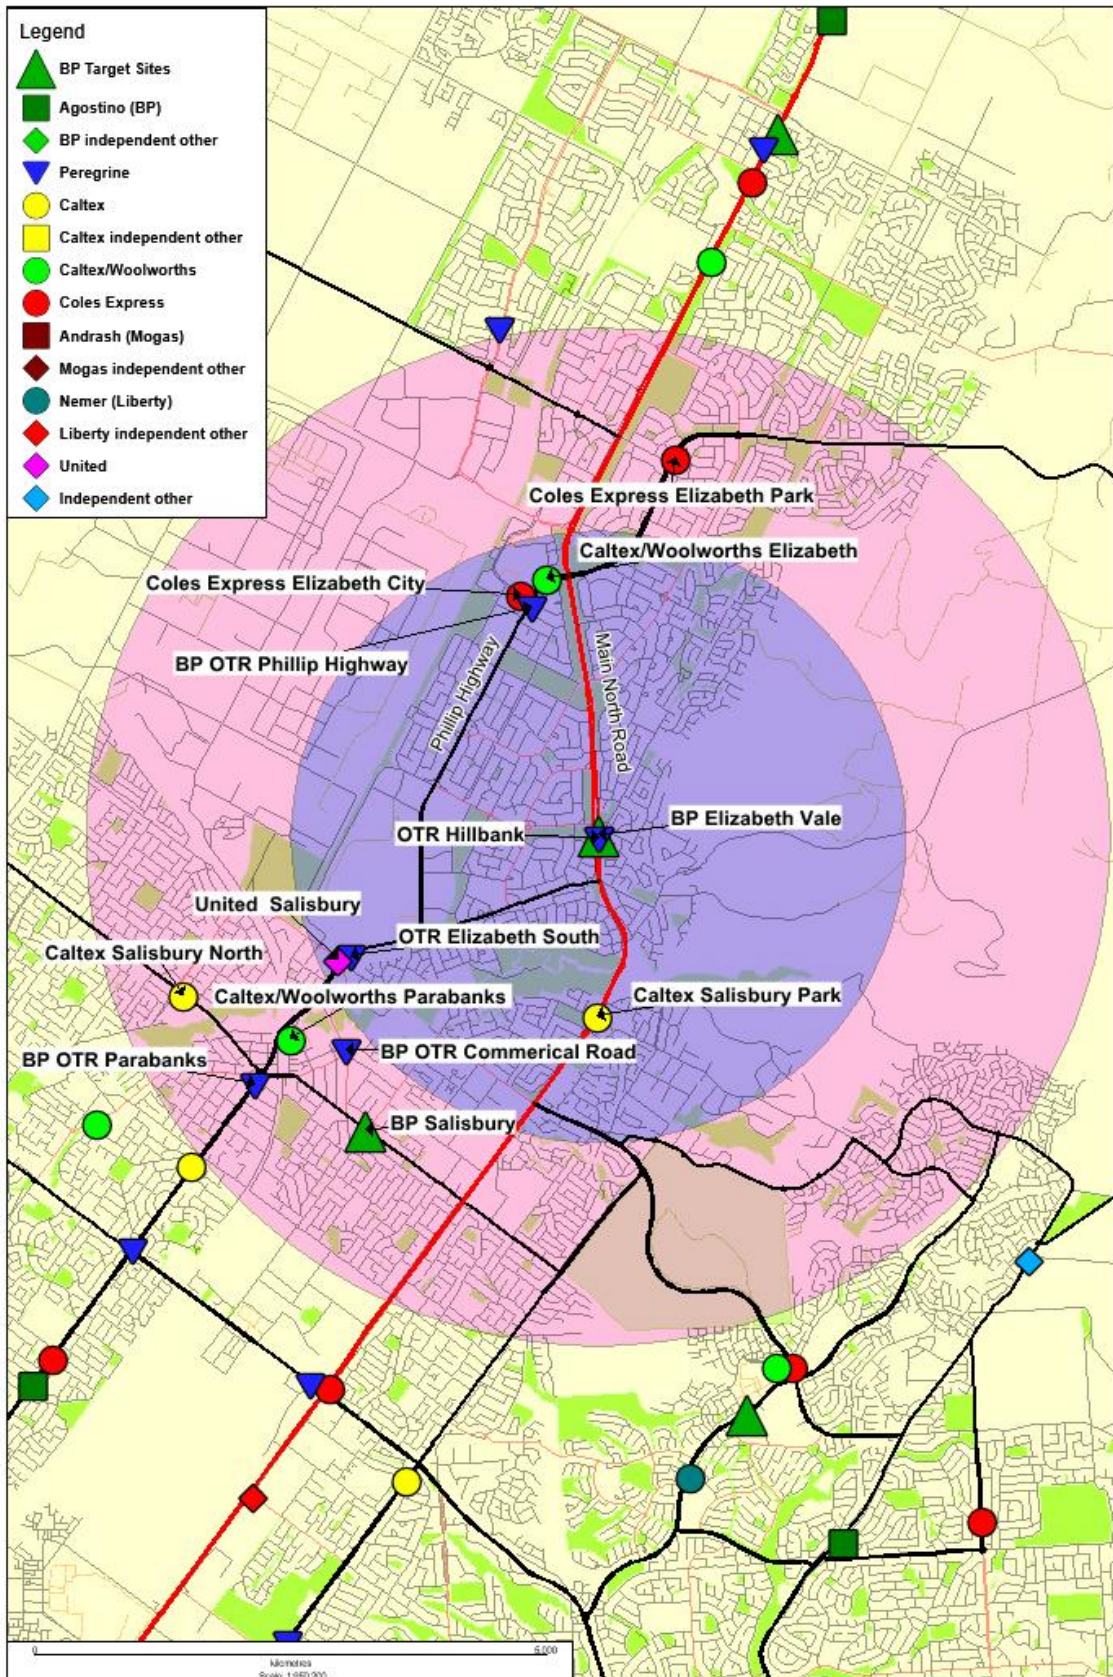 Legend
BP Target Sites
Agostino (BP)
BP independent other
Peregrine
Caltex
Caltex independent other
Caltex/Woolworths
Coles Express
Andrash (Mogas)
Mogas independent other
Nemer (Liberty)
Liberty independent other
United
Independent other
Coles Express Elizabeth Park
Caltex/Woolworths Elizabeth
Coles Express Elizabeth City
BP OTR Phillip Highway
Phillip Highway
Main North Road
OTR Hillbank
BP Elizabeth Vale
United Salisbury
OTR Elizabeth South
Caltex Salisbury North
Caltex/Woolworths Parabanks
Caltex Salisbury Park
BP OTR Parabanks
BP OTR Commerical Road
BP Salisbury
0
kilometres